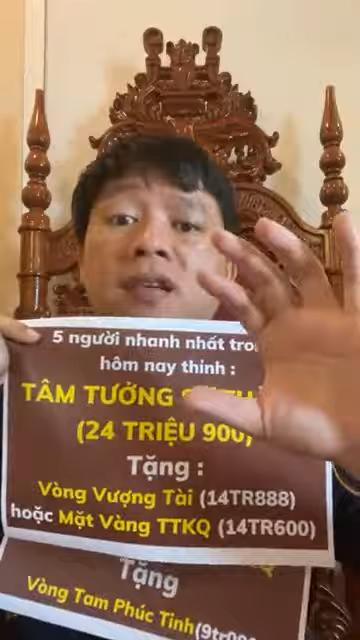 5 người nhanh nhất
hôm nay thỉnh :
TÂM TƯỚNG
(24 TRIỆU 900)
Tặng :
Vòng Vượng Tài (14TR888)
hoặc Mặt Vàng TTKQ (14TR600)
Tặng
Vòng Tam Phúc Tinh